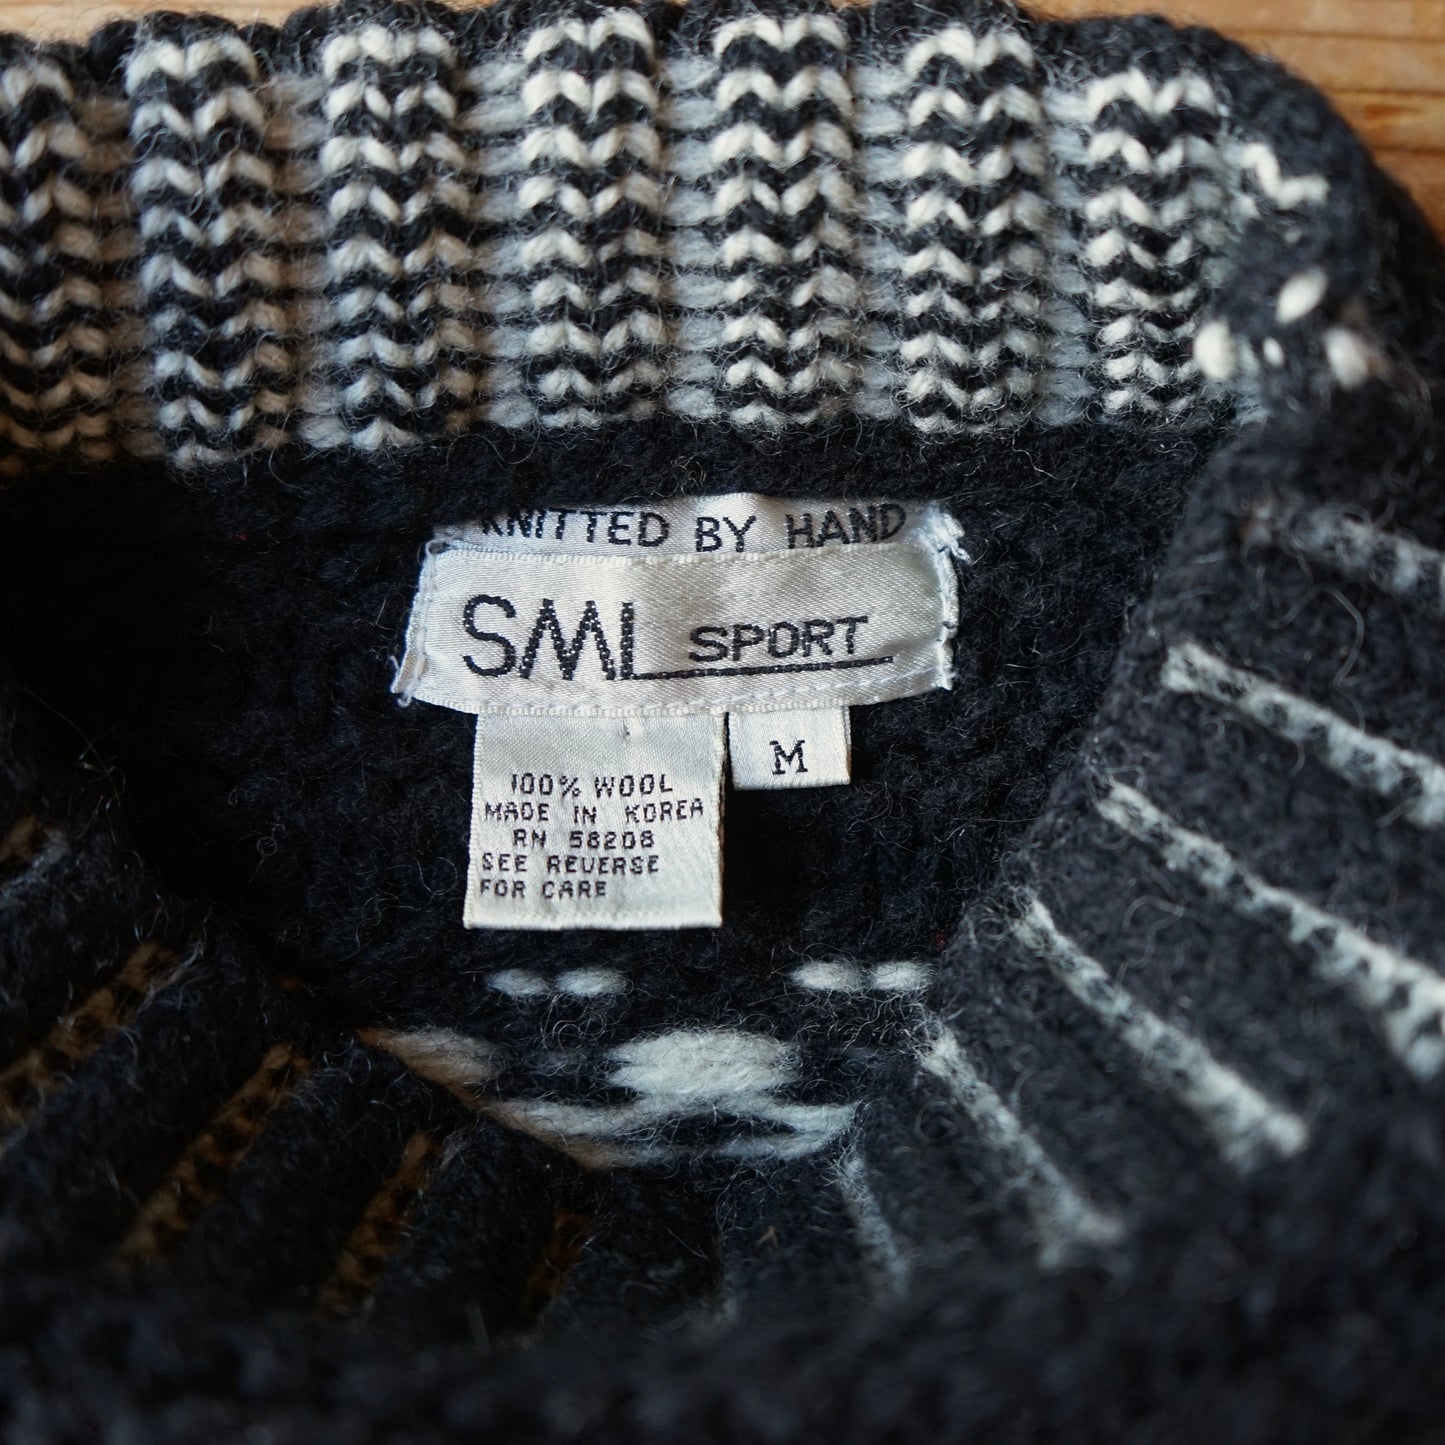 KNITTED BY HAND
SML SPORT
M
100% WOOL
MADE IN KOREA
RN 58208
SEE REVERSE
FOR CARE